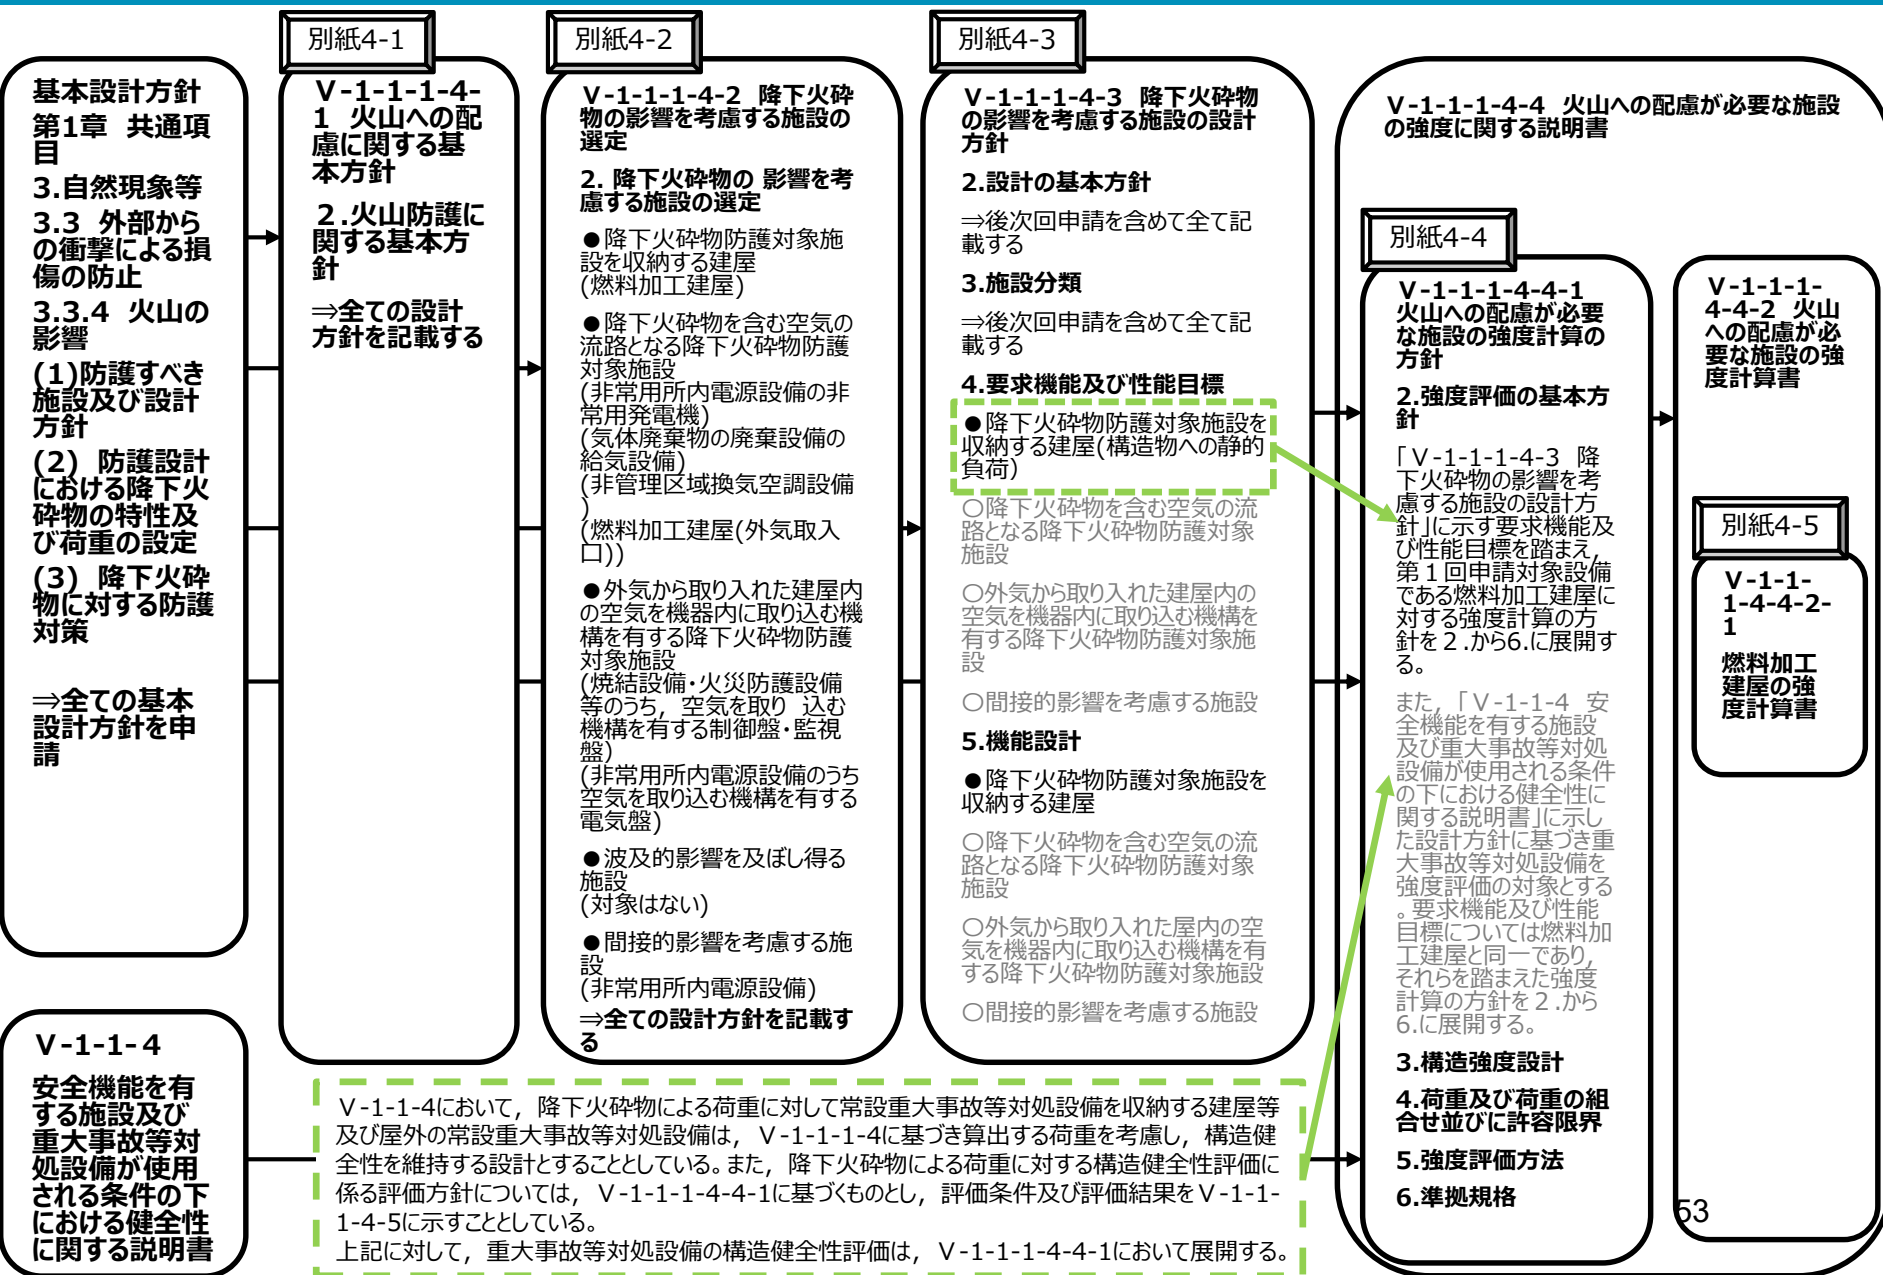 基本設計方針
第1章 共通項
目
3.自然現象等
3.3 外部から
の衝撃による損
傷の防止
3.3.4 火山の
影響
(1)防護すべき
施設及び設計
方針
(2) 防護設計
における降下火
砕物の特性及
び荷重の設定
(3) 降下火砕
物に対する防護
対策
⇒全ての基本
設計方針を申
請
Ⅴ-1-1-4
安全機能を有
する施設及び
重大事故等対
処設備が使用
される条件の下
における健全性
に関する説明書
別紙4-1
Ⅴ-1-1-1-4-
1 火山への配
慮に関する基
本方針
2.火山防護に
関する基本方
針
⇒全ての設計
方針を記載する
別紙4-2
Ⅴ-1-1-1-4-2 降下火砕
物の影響を考慮する施設の
選定
2. 降下火砕物の 影響を考
慮する施設の選定
●降下火砕物防護対象施
設を収納する建屋
(燃料加工建屋)
●降下火砕物を含む空気の
流路となる降下火砕物防護
対象施設
(非常用所内電源設備の非
常用発電機)
(気体廃棄物の廃棄設備の
給気設備)
(非管理区域換気空調設備
)
(燃料加工建屋(外気取入
口))
●外気から取り入れた建屋内
の空気を機器内に取り込む機
構を有する降下火砕物防護
対象施設
(焼結設備・火災防護設備
等のうち，空気を取り 込む
機構を有する制御盤・監視
盤)
(非常用所内電源設備のうち
空気を取り込む機構を有する
電気盤)
●波及的影響を及ぼし得る
施設
(対象はない)
●間接的影響を考慮する施
設
(非常用所内電源設備)
⇒全ての設計方針を記載す
る
別紙4-3
Ⅴ-1-1-1-4-3 降下火砕物
の影響を考慮する施設の設計
方針
2.設計の基本方針
⇒後次回申請を含めて全て記
載する
3.施設分類
⇒後次回申請を含めて全て記
載する
4.要求機能及び性能目標
●降下火砕物防護対象施設を
収納する建屋(構造物への静的
負荷)
○降下火砕物を含む空気の流
路となる降下火砕物防護対象
施設
○外気から取り入れた建屋内の
空気を機器内に取り込む機構を
有する降下火砕物防護対象施
設
○間接的影響を考慮する施設
5.機能設計
●降下火砕物防護対象施設を
収納する建屋
○降下火砕物を含む空気の流
路となる降下火砕物防護対象
施設
○外気から取り入れた屋内の空
気を機器内に取り込む機構を有
する降下火砕物防護対象施設
○間接的影響を考慮する施設
Ⅴ-1-1-4において，降下火砕物による荷重に対して常設重大事故等対処設備を収納する建屋等
及び屋外の常設重大事故等対処設備は，Ⅴ-1-1-1-4に基づき算出する荷重を考慮し，構造健
全性を維持する設計とすることとしている。また，降下火砕物による荷重に対する構造健全性評価に
係る評価方針については，Ⅴ-1-1-1-4-4-1に基づくものとし，評価条件及び評価結果をⅤ-1-1-
1-4-5に示すこととしている。
上記に対して，重大事故等対処設備の構造健全性評価は，Ⅴ-1-1-1-4-4-1において展開する。
Ⅴ-1-1-1-4-4 火山への配慮が必要な施設
の強度に関する説明書
別紙4-4
Ⅴ-1-1-1-4-4-1
火山への配慮が必要
な施設の強度計算の
方針
2.強度評価の基本方
針
「Ⅴ-1-1-1-4-3 降
下火砕物の影響を考
慮する施設の設計方
針」に示す要求機能及
び性能目標を踏まえ，
第1回申請対象設備
である燃料加工建屋に
対する強度計算の方
針を2.から6.に展開す
る。
また，「Ⅴ-1-1-4 安
全機能を有する施設
及び重大事故等対処
設備が使用される条件
の下における健全性に
関する説明書」に示し
た設計方針に基づき重
大事故等対処設備を
強度評価の対象とする
。要求機能及び性能
目標については燃料加
工建屋と同一であり，
それらを踏まえた強度
計算の方針を2.から
6.に展開する。
3.構造強度設計
4.荷重及び荷重の組
合せ並びに許容限界
5.強度評価方法
6.準拠規格
Ⅴ-1-1-1-
4-4-2 火山
への配慮が必
要な施設の強
度計算書
別紙4-5
Ⅴ-1-1-
1-4-4-2-
1
燃料加工
建屋の強
度計算書
53